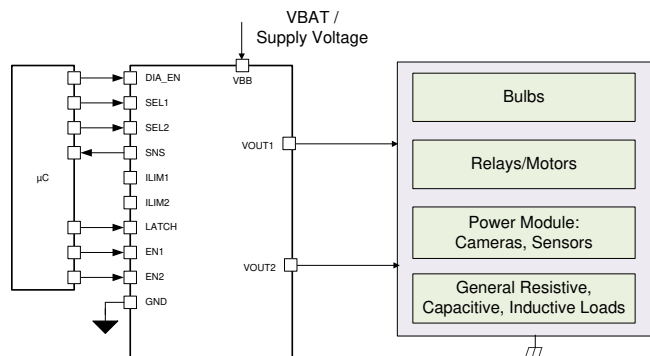 VBAT /
Supply Voltage
VBB
µC
DIA_EN
SEL1
SEL2
SNS
ILIM1
ILIM2
LATCH
EN1
EN2
GND
VOUT1
VOUT2
Bulbs
Relays/Motors
Power Module:
Cameras, Sensors
General Resistive,
Capacitive, Inductive Loads